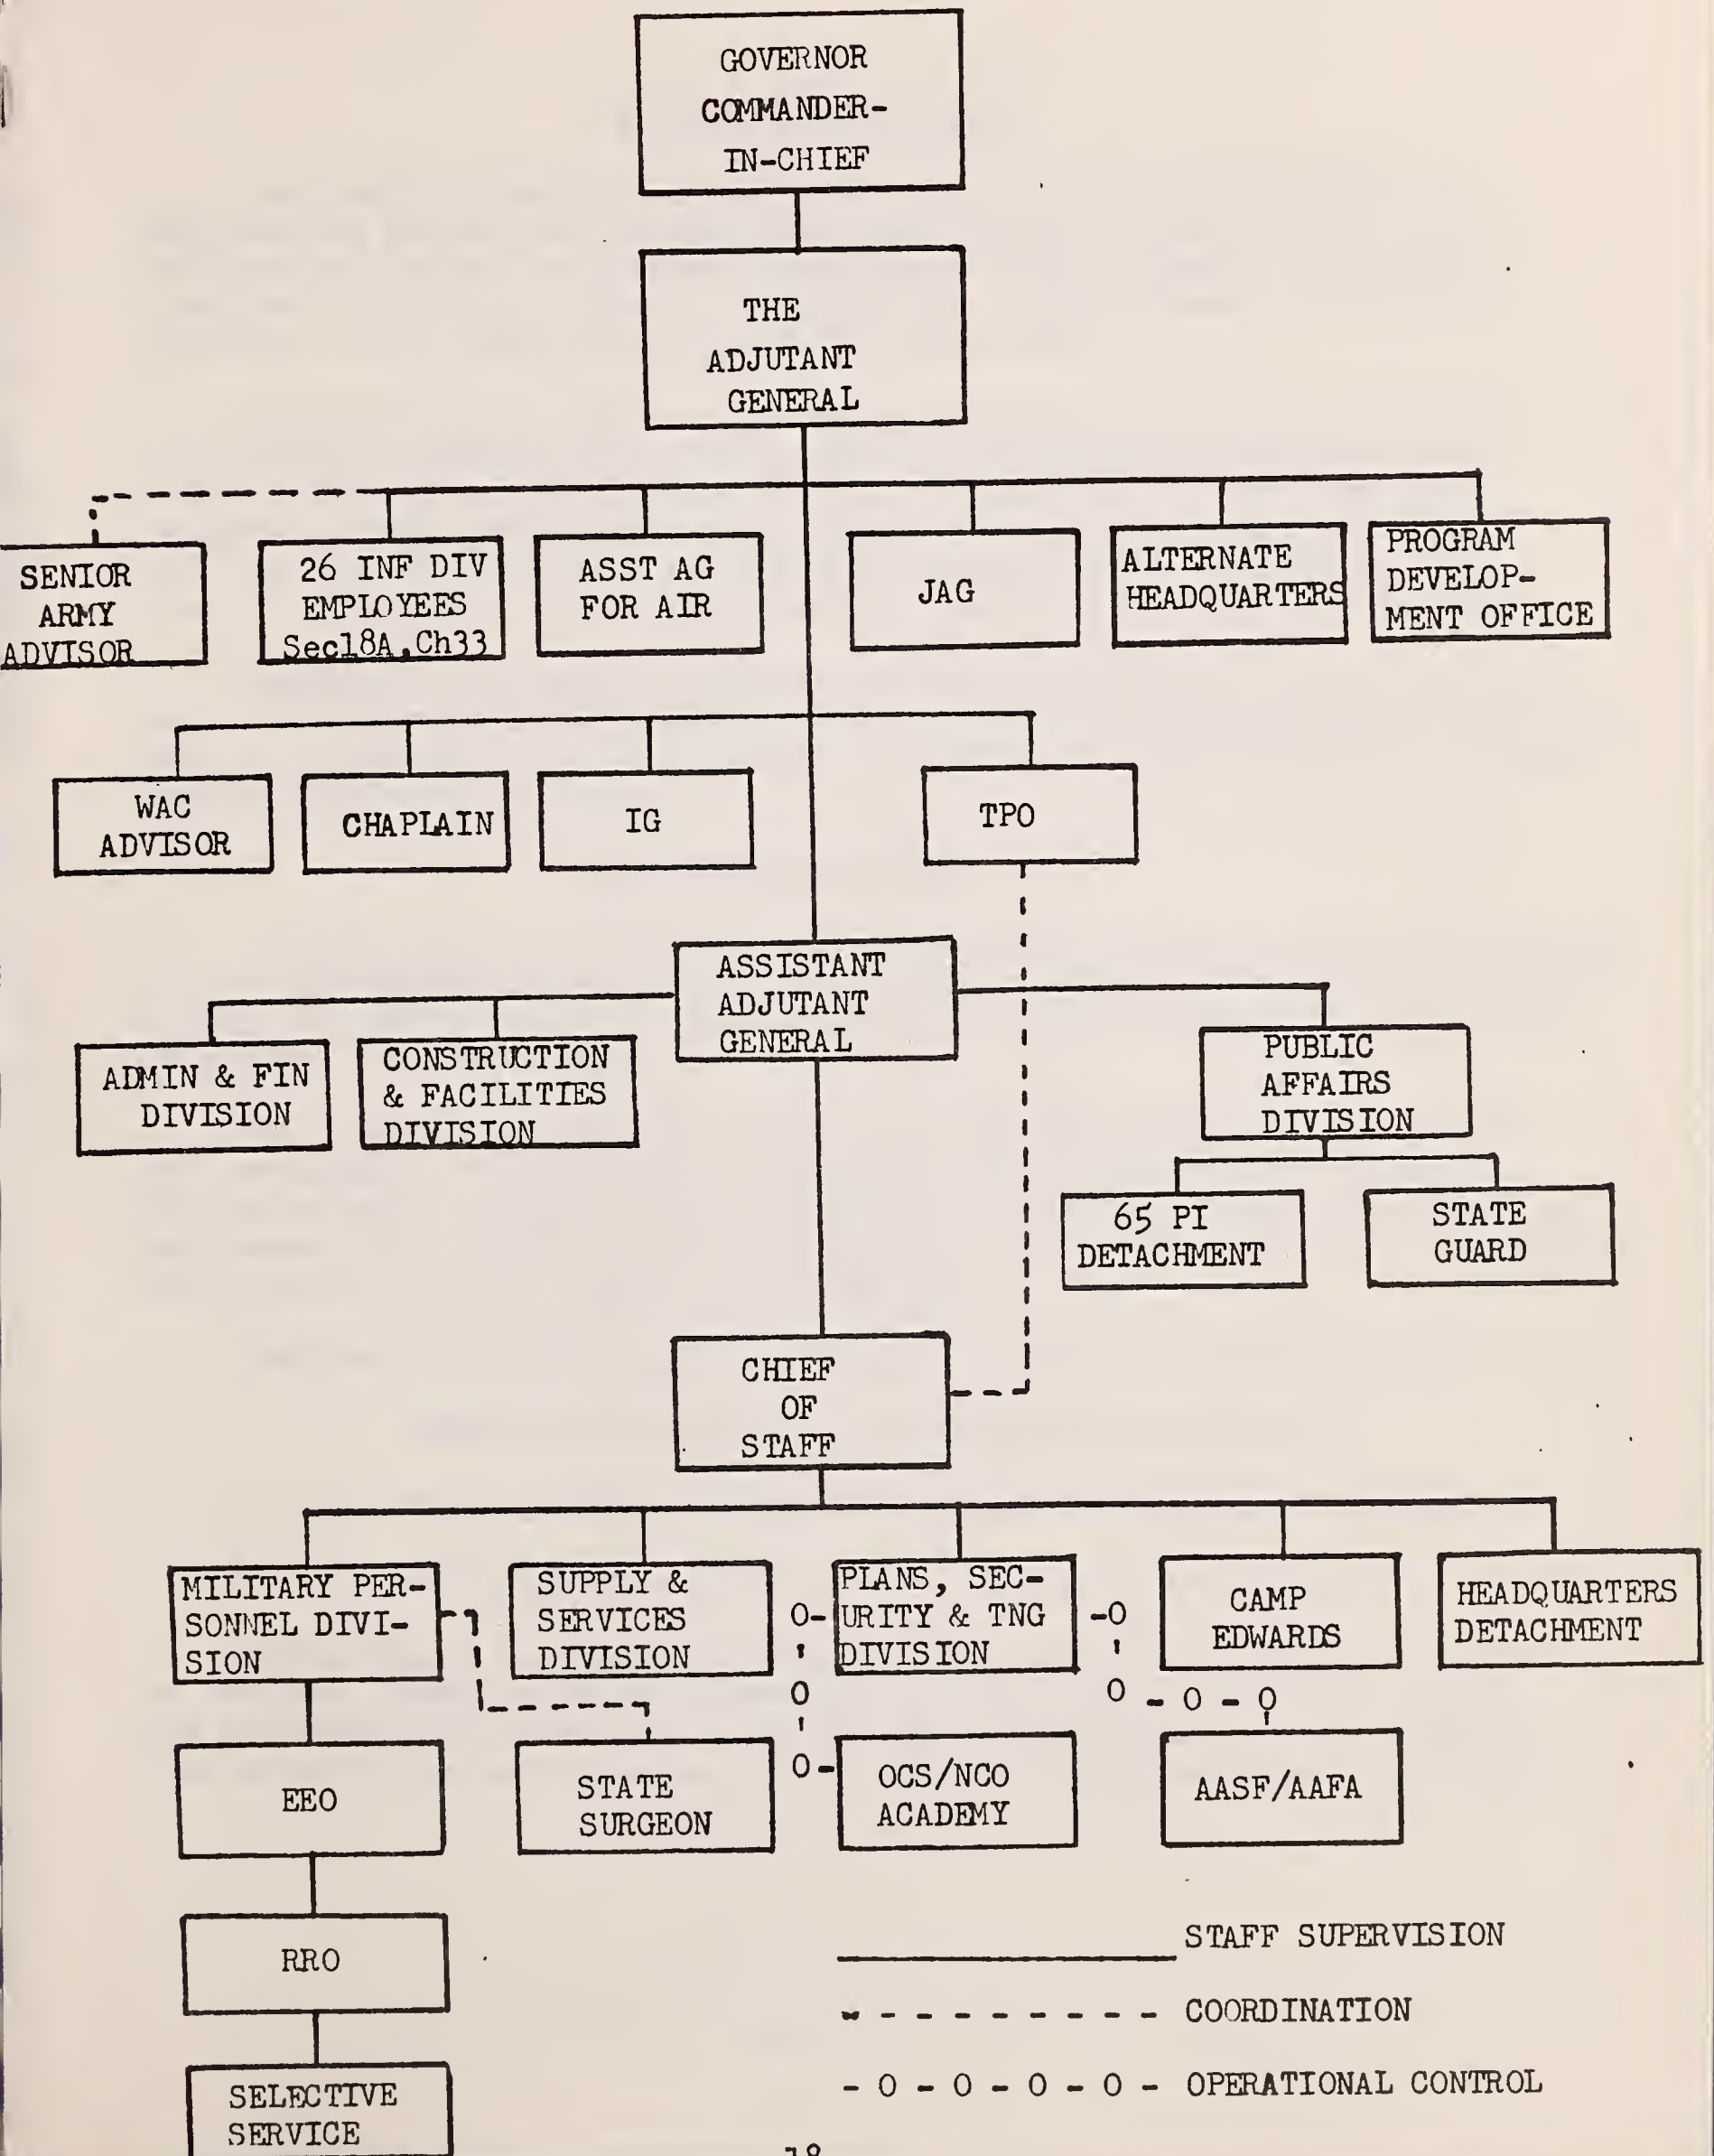 GOVERNOR
COMMANDER-
IN-CHIEF
THE
ADJUTANT
GENERAL
SENIOR
ARMY
ADVISOR
26 INF DIV
EMPLOYEES
Sec18A,Ch33
ASST AG
FOR AIR
JAG
ALTERNATE
HEADQUARTERS
PROGRAM
DEVELOP-
MENT OFFICE
WAC
ADVISOR
CHAPLAIN
IG
TPO
ASSISTANT
ADJUTANT
GENERAL
ADMIN & FIN
DIVISION
CONSTRUCTION
& FACILITIES
DIVISION
PUBLIC
AFFAIRS
DIVISION
65 PI
DETACHMENT
STATE
GUARD
CHIEF
OF
STAFF
MILITARY PER-
SONNEL DIVI-
SION
SUPPLY &
SERVICES
DIVISION
PLANS, SEC-
URITY & TNG
DIVISION
CAMP
EDWARDS
HEADQUARTERS
DETACHMENT
EEO
STATE
SURGEON
OCS/NCO
ACADEMY
AASF/AAFA
RRO
SELECTIVE
SERVICE
STAFF SUPERVISION
COORDINATION
- O - O - O - O - OPERATIONAL CONTROL